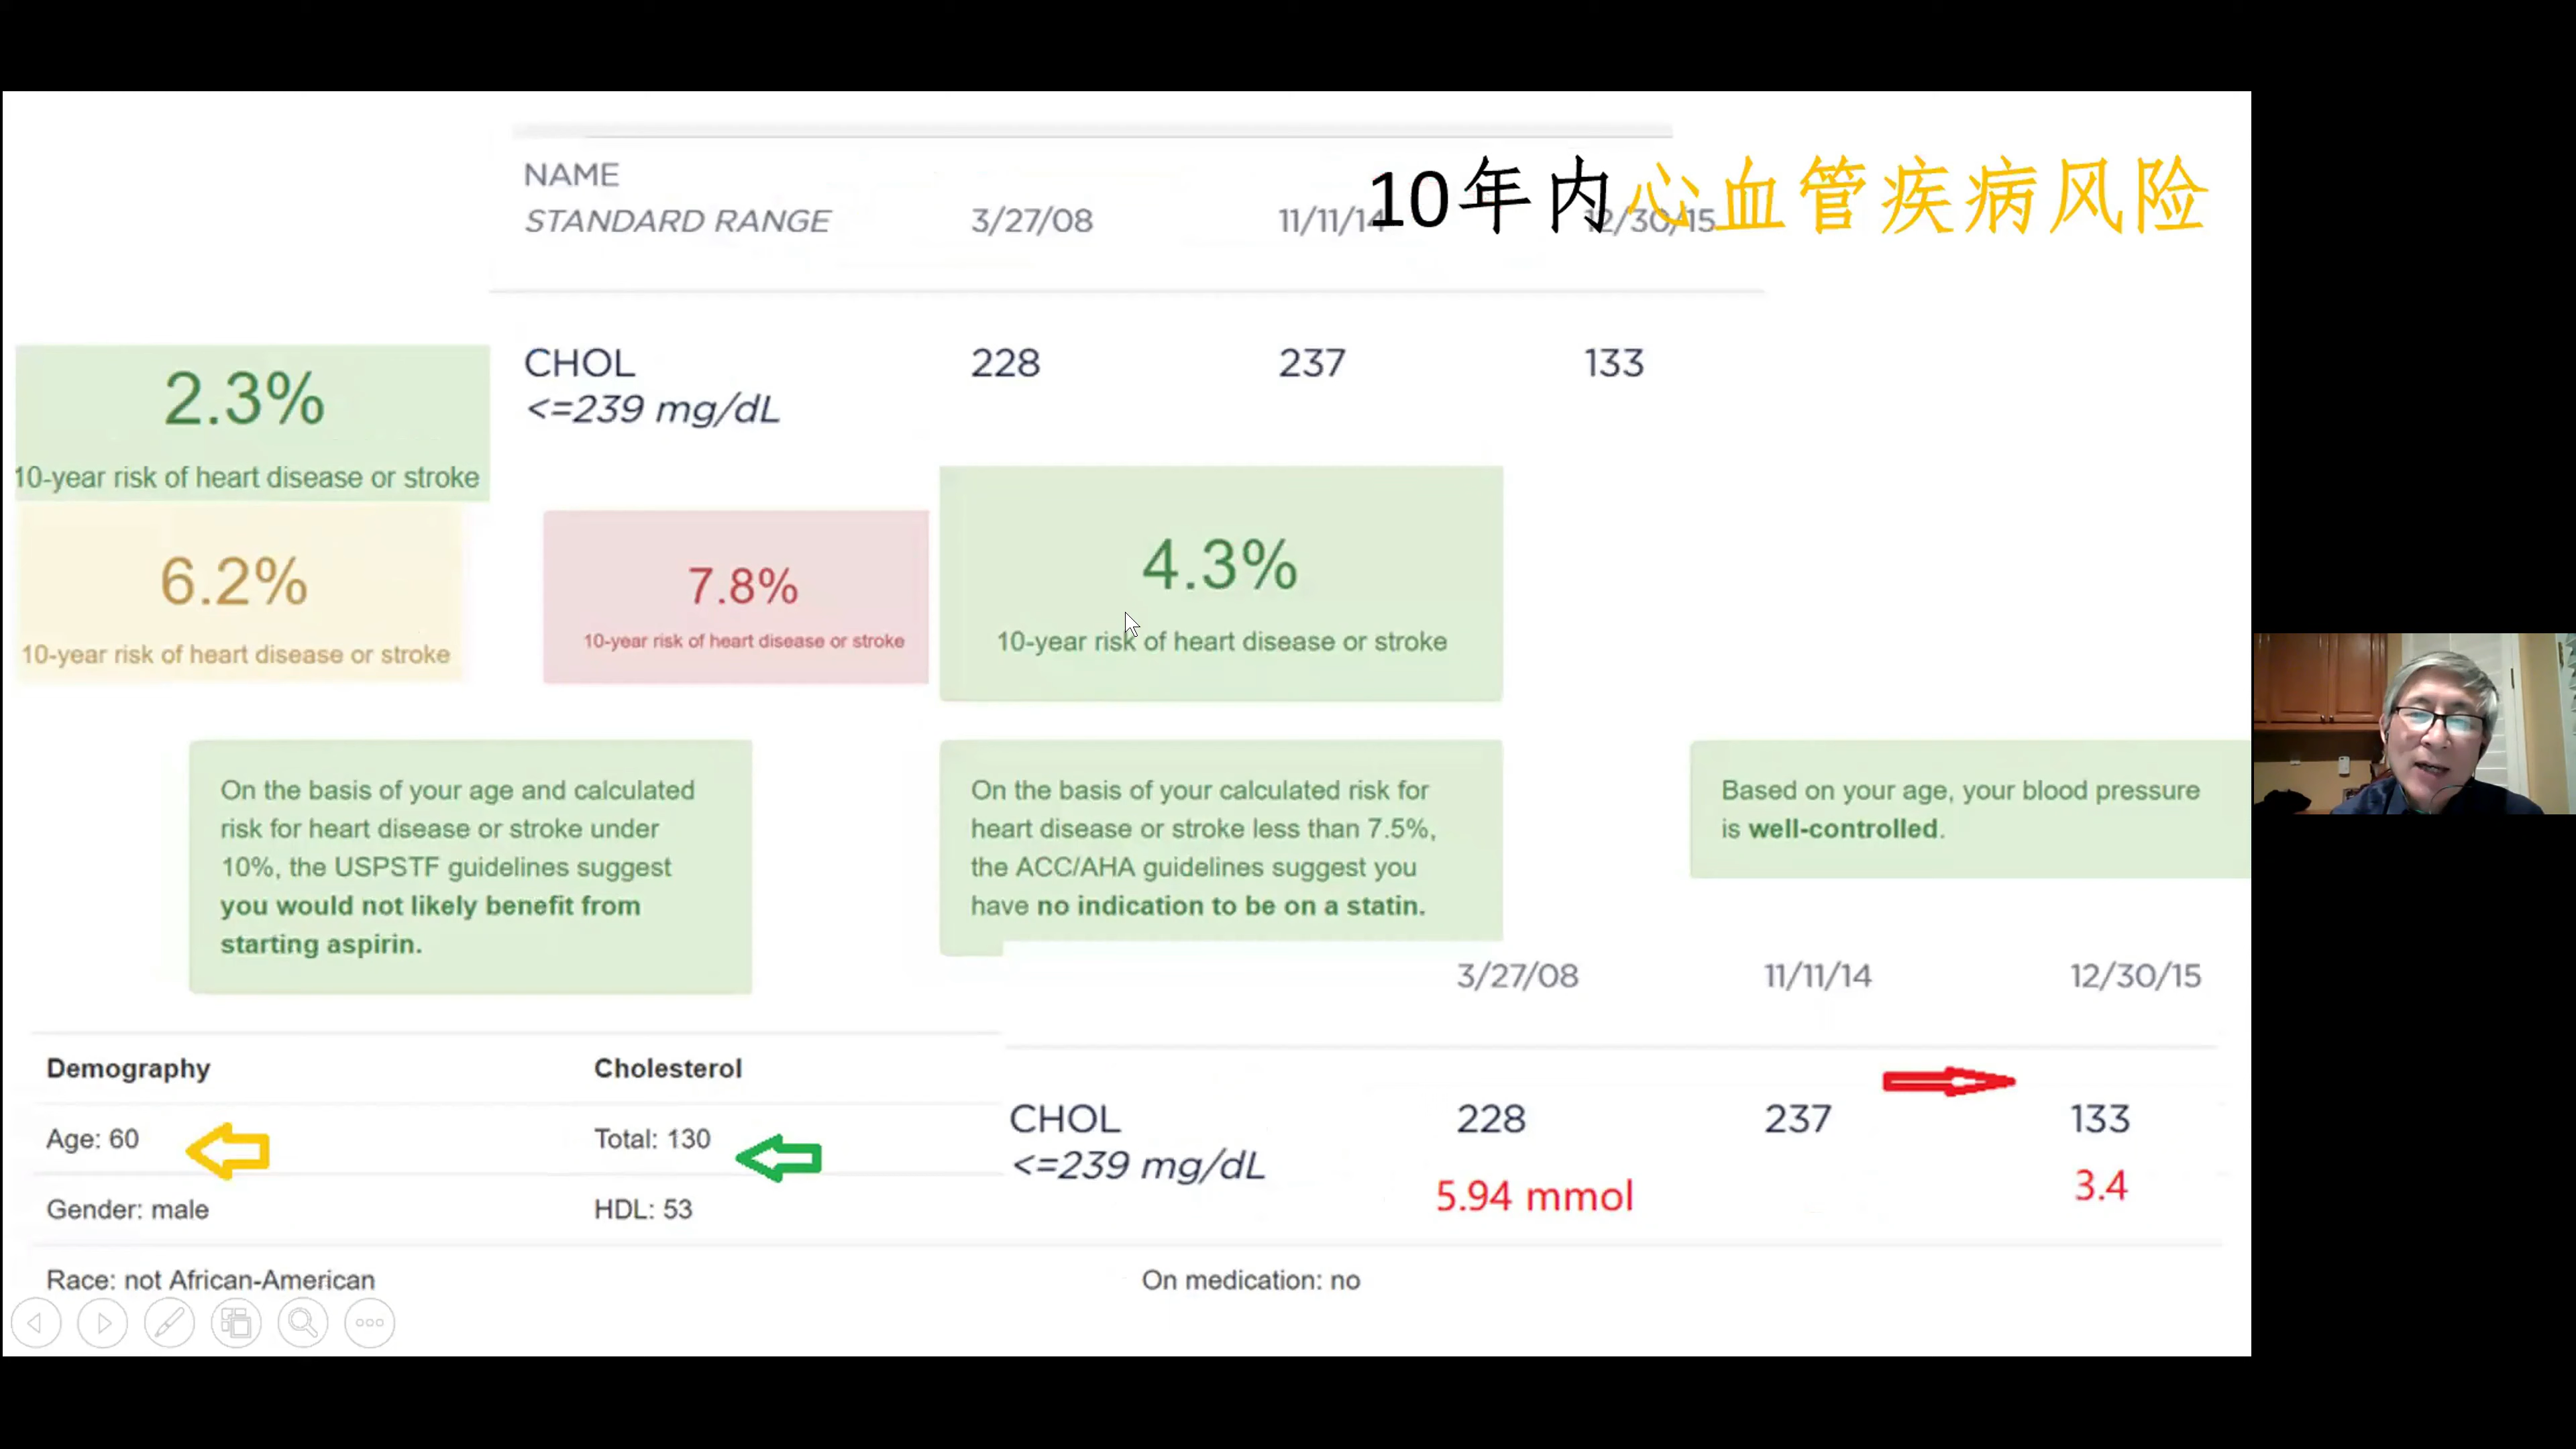 10年内心血管疾病风险
NAME
STANDARD RANGE 3/27/08 11/11/14 12/30/15
CHOL 228 237 133
<=239 mg/dL
2.3%
10-year risk of heart disease or stroke
6.2%
10-year risk of heart disease or stroke
7.8%
10-year risk of heart disease or stroke
4.3%
10-year risk of heart disease or stroke
On the basis of your age and calculated
risk for heart disease or stroke under
10%, the USPSTF guidelines suggest
you would not likely benefit from
starting aspirin.
On the basis of your calculated risk for
heart disease or stroke less than 7.5%,
the ACC/AHA guidelines suggest you
have no indication to be on a statin.
Based on your age, your blood pressure
is well-controlled.
3/27/08 11/11/14 12/30/15
Demography Cholesterol
Age: 60 Total: 130
Gender: male HDL: 53
CHOL 228 237 133
<=239 mg/dL
5.94 mmol 3.4
Race: not African-American On medication: no